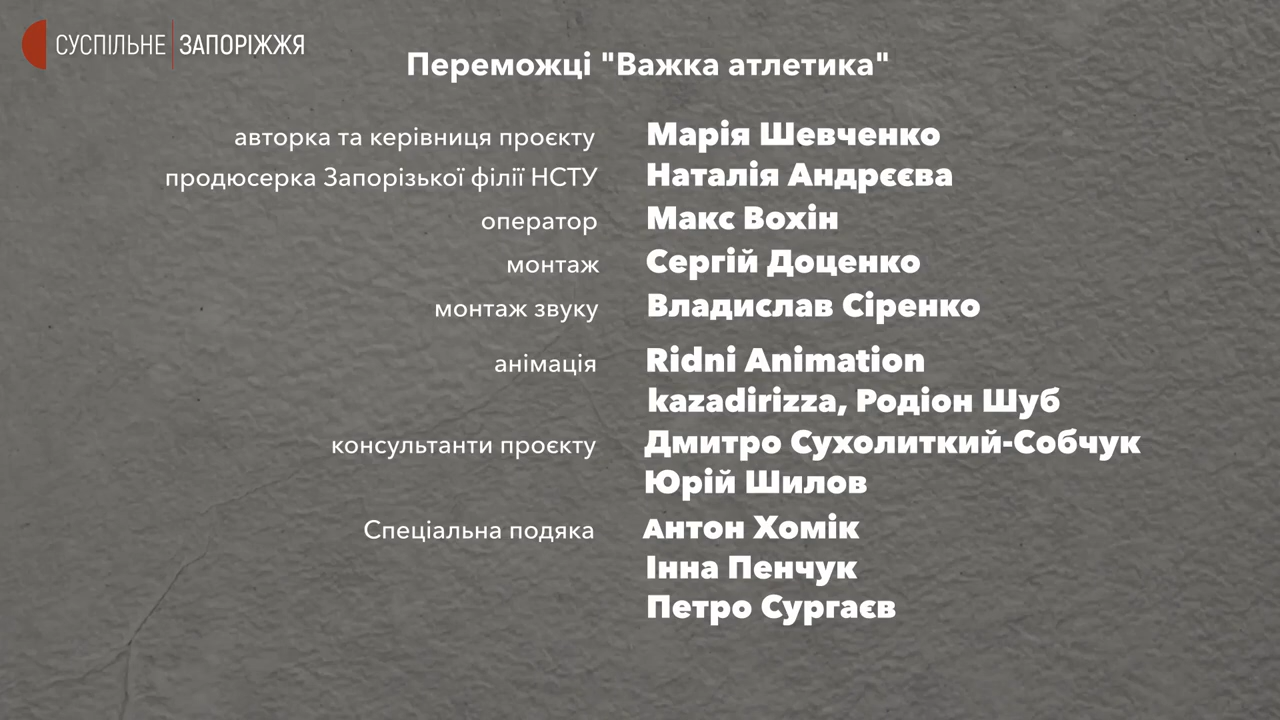 СУСПІЛЬНЕ ЗАПОРІЖЖЯ
Переможці "Важка атлетика"
авторка та керівниця проєкту Марія Шевченко
продюсерка Запорізької філії НСТУ Наталія Андрєєва
оператор Макс Вохін
монтаж Сергій Доценко
монтаж звуку Владислав Сіренко
анімація Ridni Animation
kazadirizza, Родіон Шуб
консультанти проєкту Дмитро Сухолиткий-Собчук
Юрій Шилов
Спеціальна подяка Антон Хомік
Інна Пенчук
Петро Сургаєв